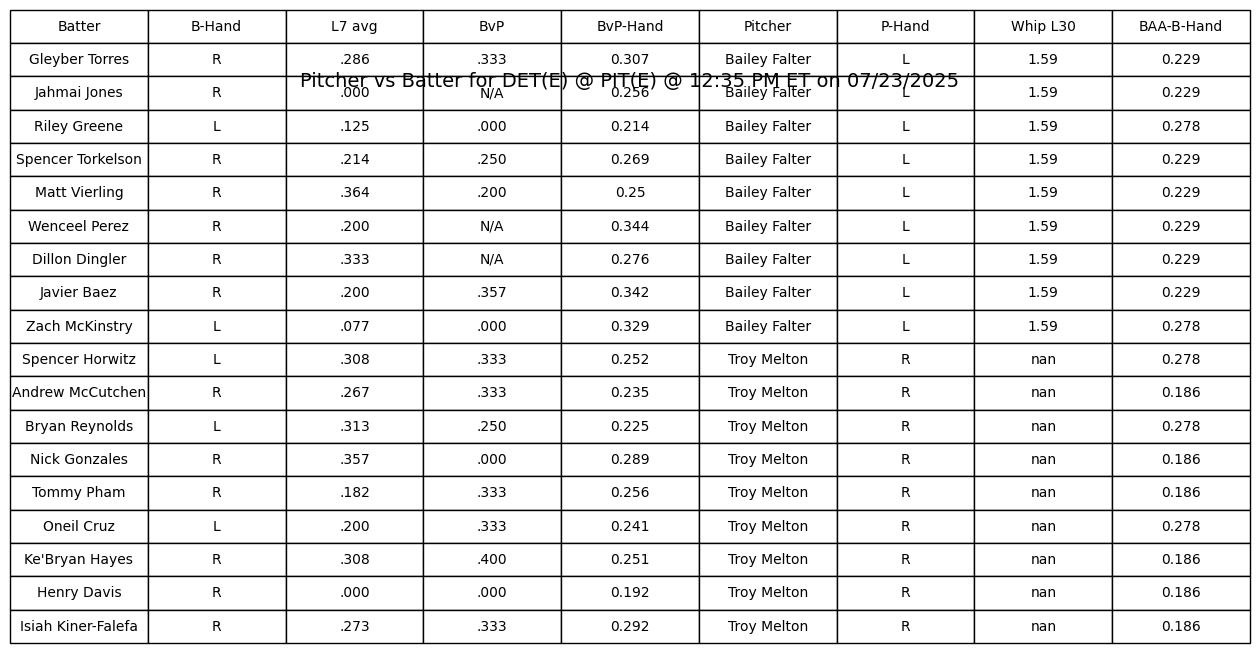 Batter B-Hand L7 avg BvP BvP-Hand Pitcher P-Hand Whip L30 BAA-B-Hand
Gleyber Torres R .286 .333 0.307 Bailey Falter L 1.59 0.229
Pitcher vs Batter for DET(E) @ PIT(E) @ 12:35 PM ET on 07/23/2025
Jahmai Jones R .000 N/A 0.256 Bailey Falter L 1.59 0.229
Riley Greene L .125 .000 0.214 Bailey Falter L 1.59 0.278
Spencer Torkelson R .214 .250 0.269 Bailey Falter L 1.59 0.229
Matt Vierling R .364 .200 0.25 Bailey Falter L 1.59 0.229
Wenceel Perez R .200 N/A 0.344 Bailey Falter L 1.59 0.229
Dillon Dingler R .333 N/A 0.276 Bailey Falter L 1.59 0.229
Javier Baez R .200 .357 0.342 Bailey Falter L 1.59 0.229
Zach McKinstry L .077 .000 0.329 Bailey Falter L 1.59 0.278
Spencer Horwitz L .308 .333 0.252 Troy Melton R nan 0.278
Andrew McCutchen R .267 .333 0.235 Troy Melton R nan 0.186
Bryan Reynolds L .313 .250 0.225 Troy Melton R nan 0.278
Nick Gonzales R .357 .000 0.289 Troy Melton R nan 0.186
Tommy Pham R .182 .333 0.256 Troy Melton R nan 0.186
Oneil Cruz L .200 .333 0.241 Troy Melton R nan 0.278
Ke'Bryan Hayes R .308 .400 0.251 Troy Melton R nan 0.186
Henry Davis R .000 .000 0.192 Troy Melton R nan 0.186
Isiah Kiner-Falefa R .273 .333 0.292 Troy Melton R nan 0.186